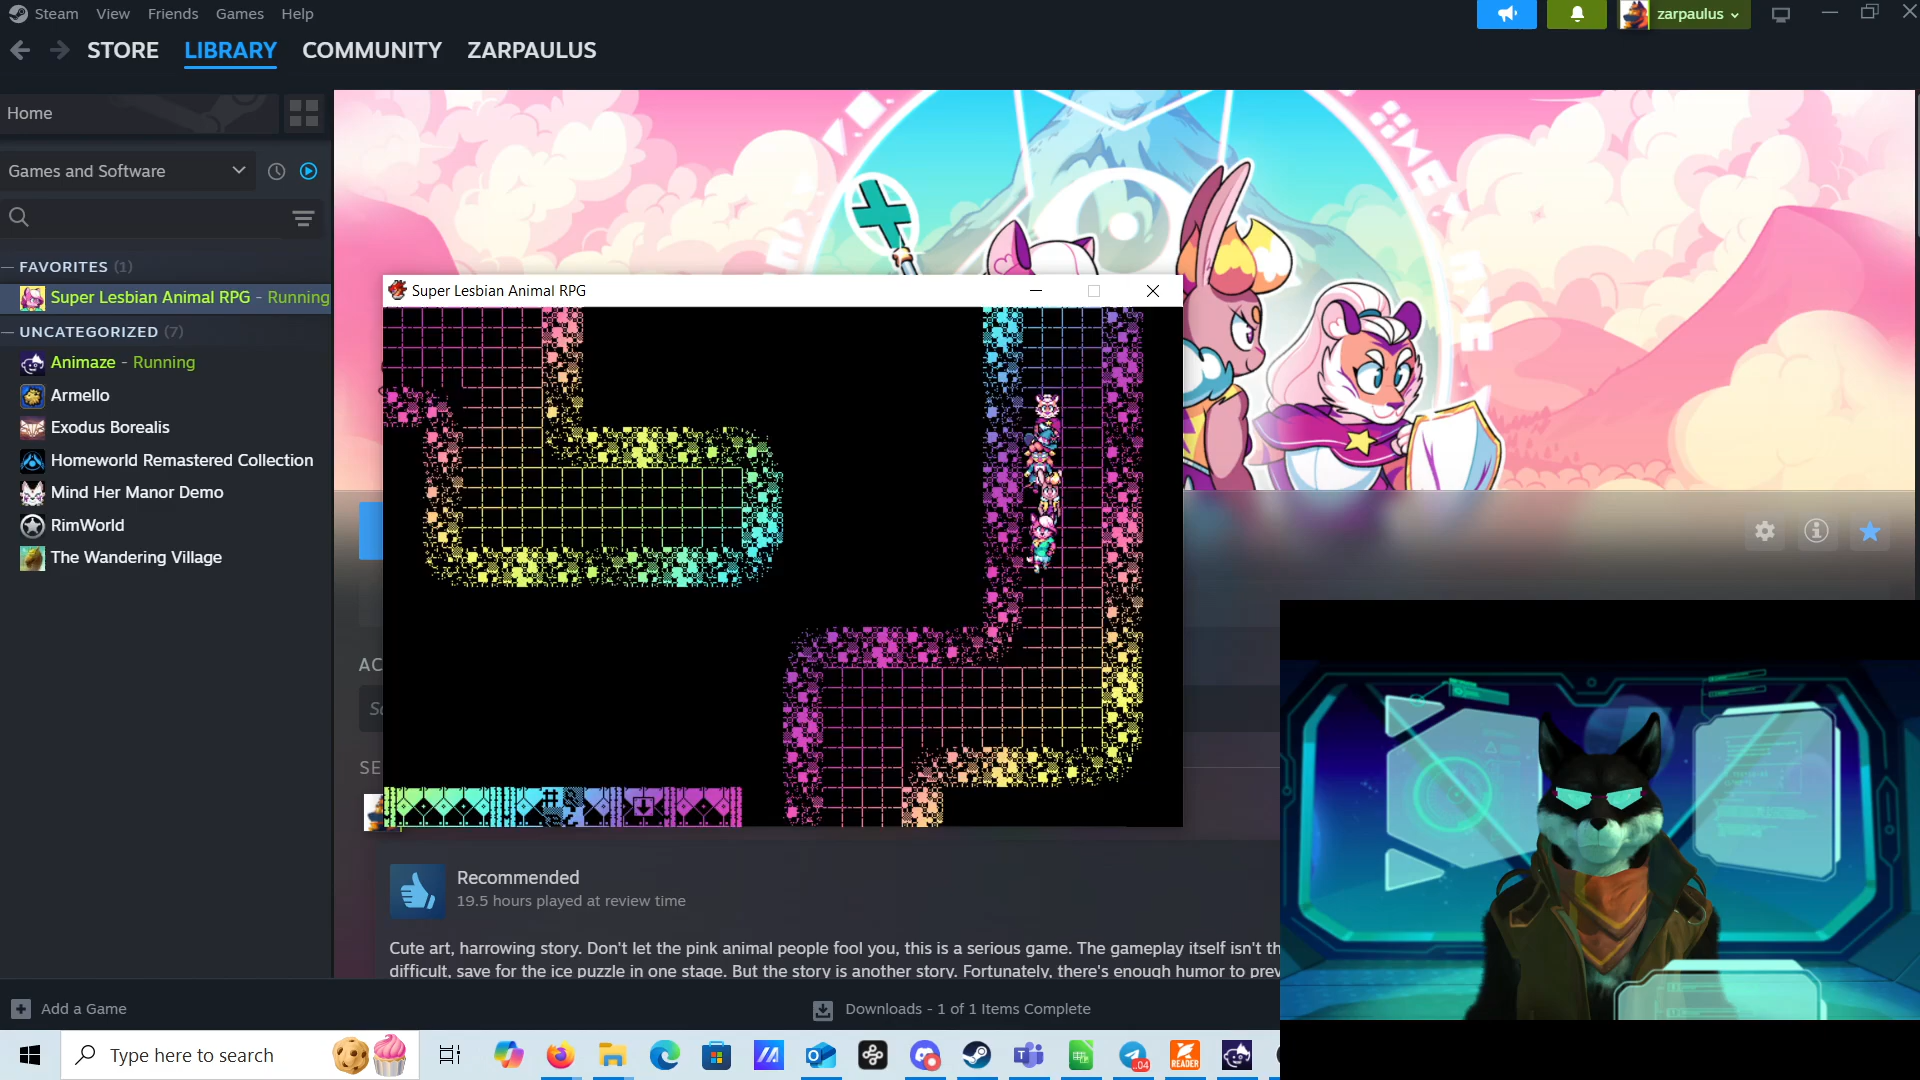 Steam View Friends Games Help
zarpaulus
STORE LIBRARY COMMUNITY ZARPAULUS
Home
Games and Software
FAVORITES (1)
Super Lesbian Animal RPG - Running
UNCATEGORIZED (7)
Animaze - Running
Armello
Exodus Borealis
Homeworld Remastered Collection
Mind Her Manor Demo
RimWorld
The Wandering Village
Super Lesbian Animal RPG
AC
SE
Recommended
19.5 hours played at review time
Cute art, harrowing story. Don't let the pink animal people fool you, this is a serious game. The gameplay itself isn't th
difficult, save for the ice puzzle in one stage. But the story is another story. Fortunately, there's enough humor to prev
Add a Game
Downloads - 1 of 1 Items Complete
Type here to search
READER